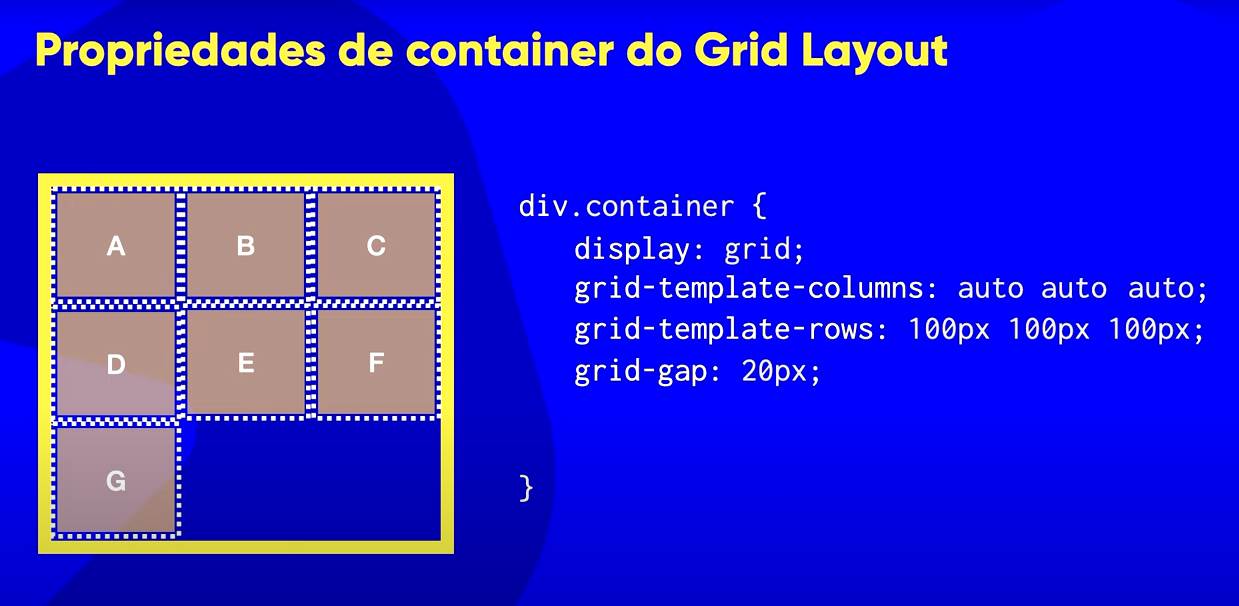 Propriedades de container do Grid Layout
A B C
D E F
G
div.container {
display: grid;
grid-template-columns: auto auto auto;
grid-template-rows: 100px 100px 100px;
grid-gap: 20px;
}